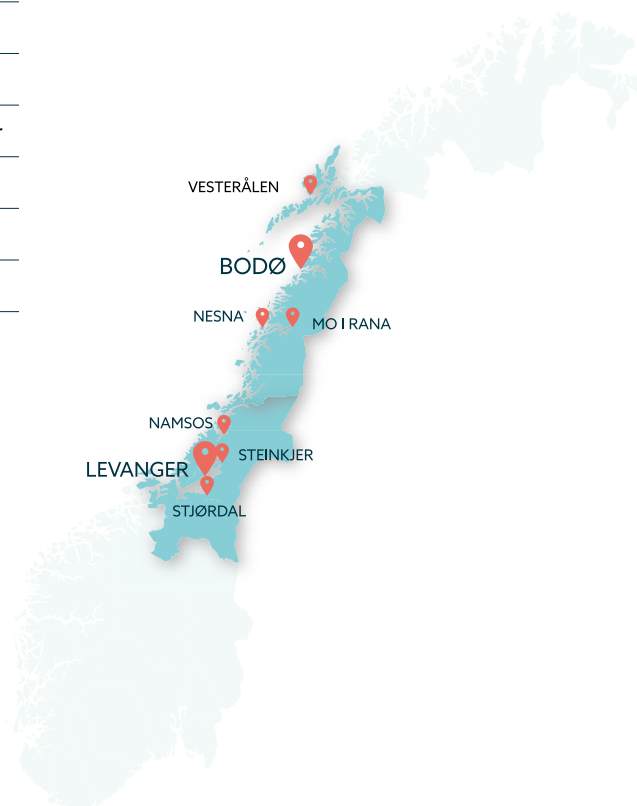 VESTERÅLEN
BODØ
NESNA
MO I RANA
NAMSOS
STEINKJER
LEVANGER
STJØRDAL